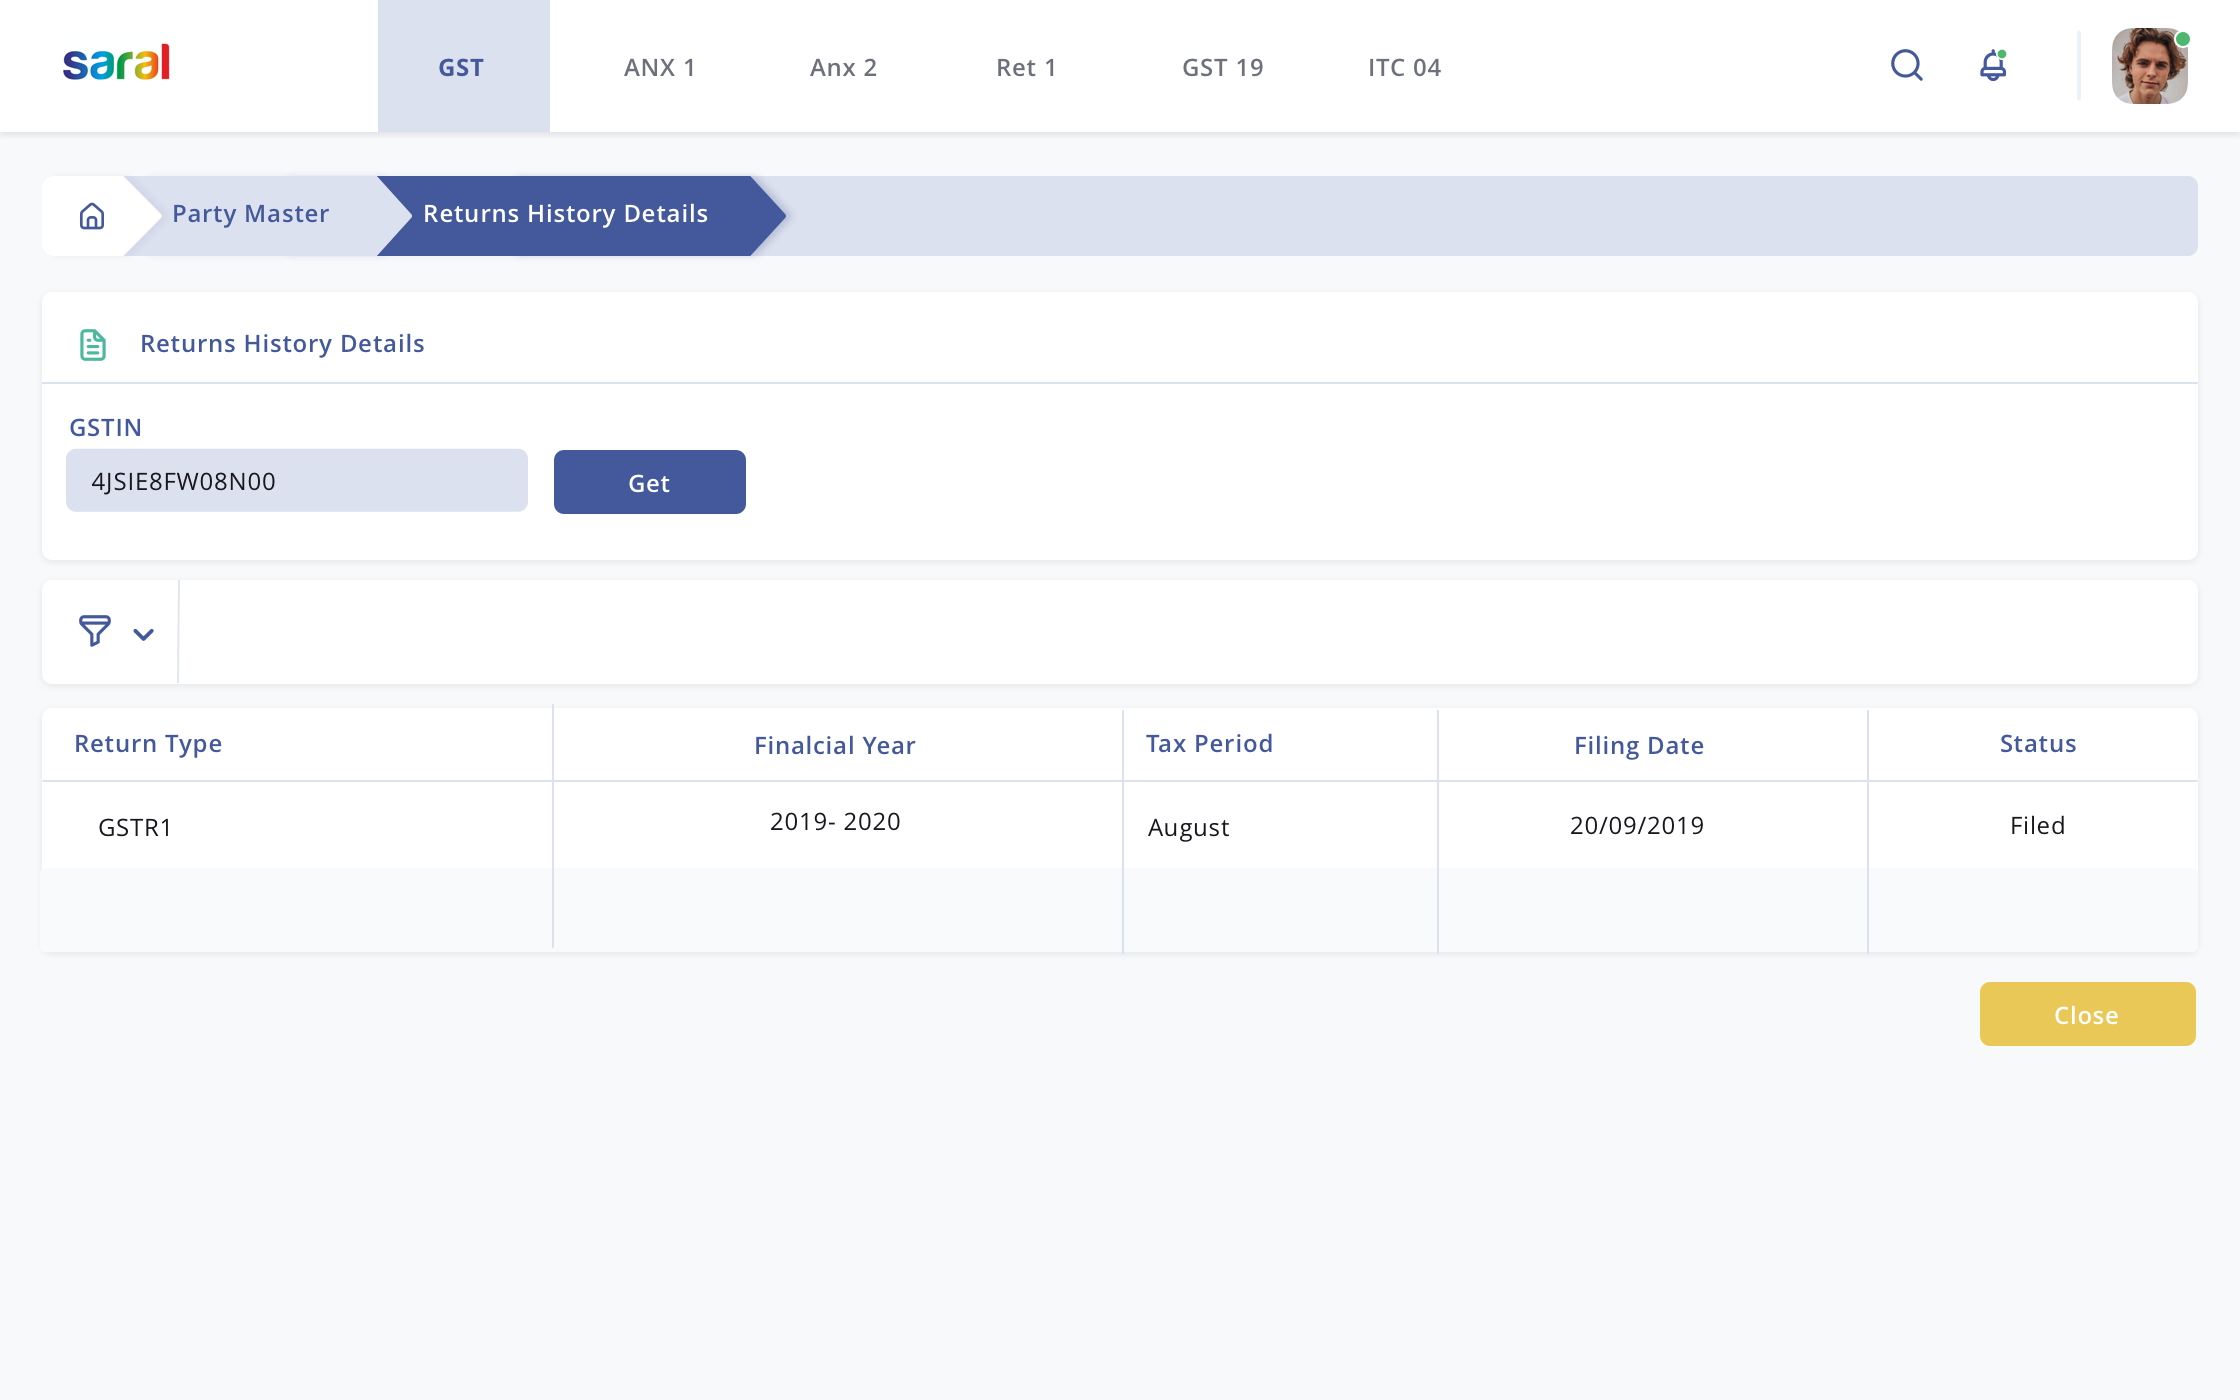 saral
GST
ANX 1
Anx 2
Ret 1
GST 19
ITC 04
Party Master
Returns History Details
Returns History Details
GSTIN
4JSIE8FW08N00
Get
Return Type
Finalcial Year
Tax Period
Filing Date
Status
GSTR1
2019- 2020
August
20/09/2019
Filed
Close